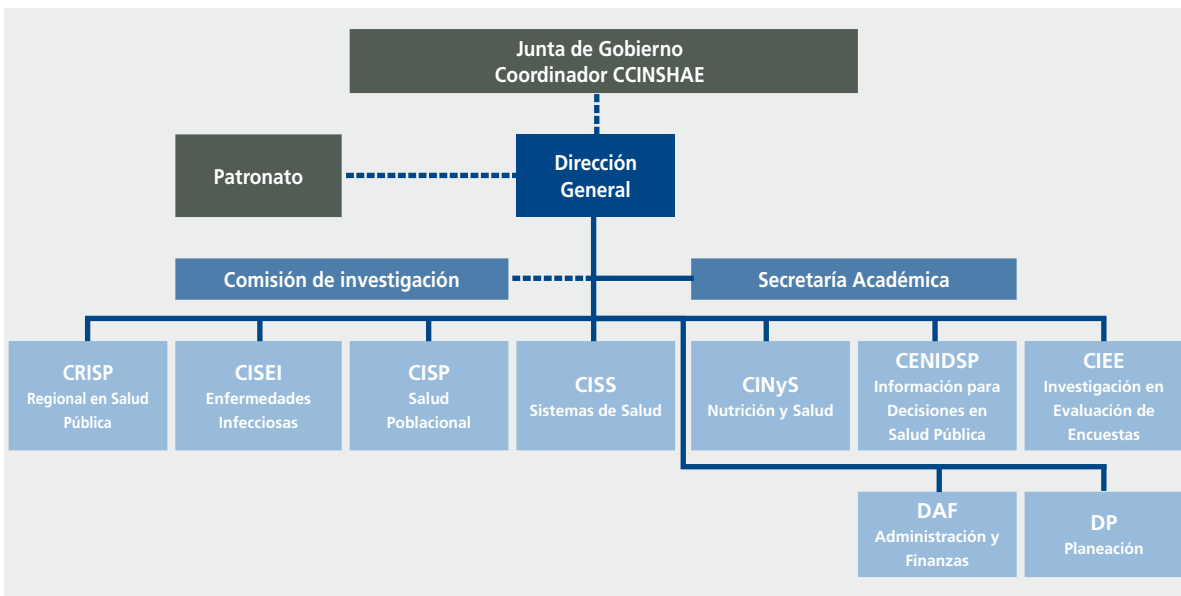 Junta de Gobierno
Coordinador CCINSHAE
Patronato
Dirección
General
Comisión de investigación
Secretaría Académica
CRISP
Regional en Salud
Pública
CISEI
Enfermedades
Infecciosas
CISP
Salud
Poblacional
CISS
Sistemas de Salud
CINyS
Nutrición y Salud
CENIDSP
Información para
Decisiones en
Salud Pública
CIEE
Investigación en
Evaluación de
Encuestas
DAF
Administración y
Finanzas
DP
Planeación